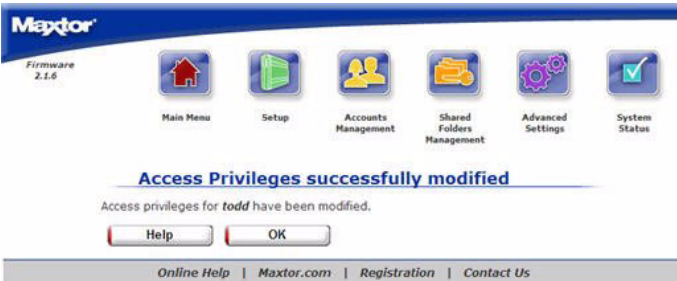 Maxtor
Firmware
2.1.6
Main Menu
Setup
Accounts
Management
Shared
Folders
Management
Advanced
Settings
System
Status
Access Privileges successfully modified
Access privileges for todd have been modified.
Help
OK
Online Help | Maxtor.com | Registration | Contact Us